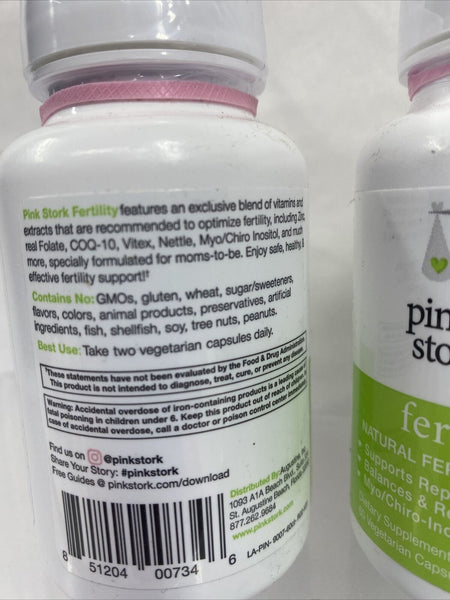 Pink Stork Fertility features an exclusive blend of vitamins and
extracts that are recommended to optimize fertility, including Zinc,
real Folate, COQ-10, Vitex, Nettle, Myo/Chiro Inositol, and much
more, specially formulated for moms-to-be. Enjoy safe, healthy, &
effective fertility support!†
Contains No: GMOs, gluten, wheat, sugar/sweeteners,
flavors, colors, animal products, preservatives, artificial
ingredients, fish, shellfish, soy, tree nuts, peanuts.
Best Use: Take two vegetarian capsules daily.
†These statements have not been evaluated by the Food & Drug Administration.
This product is not intended to diagnose, treat, cure, or prevent any disease.
Warning: Accidental overdose of iron-containing products is a leading cause of
fatal poisoning in children under 6. Keep this product out of reach of children.
case of accidental overdose, call a doctor or poison control center
Find us on @pinkstork
Share Your Story: #pinkstork
Free Guides @ pinkstork.com/download
Distributed By: Augustine,
1093 A1A Beach Blvd.
St. Augustine Beach,
877.262.9684
www.pinkstork.com
8 51204 00734 6
LA-PIN- 9007-60ct
pin
stor
fer
NATURAL FER
Supports Rep
Balances & Re
Myo/Chiro-Ino
Dietary Supplement
Vegetarian Caps